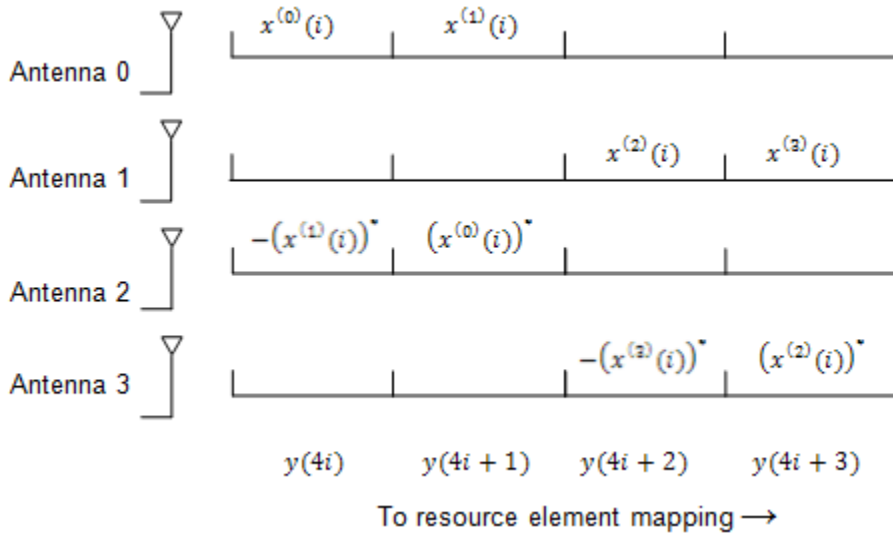 x⁽⁰⁾(i) x⁽¹⁾(i)
Antenna 0
x⁽²⁾(i) x⁽³⁾(i)
Antenna 1
−(x⁽¹⁾(i))* (x⁽⁰⁾(i))*
Antenna 2
−(x⁽³⁾(i))* (x⁽²⁾(i))*
Antenna 3
y(4i) y(4i + 1) y(4i + 2) y(4i + 3)
To resource element mapping →